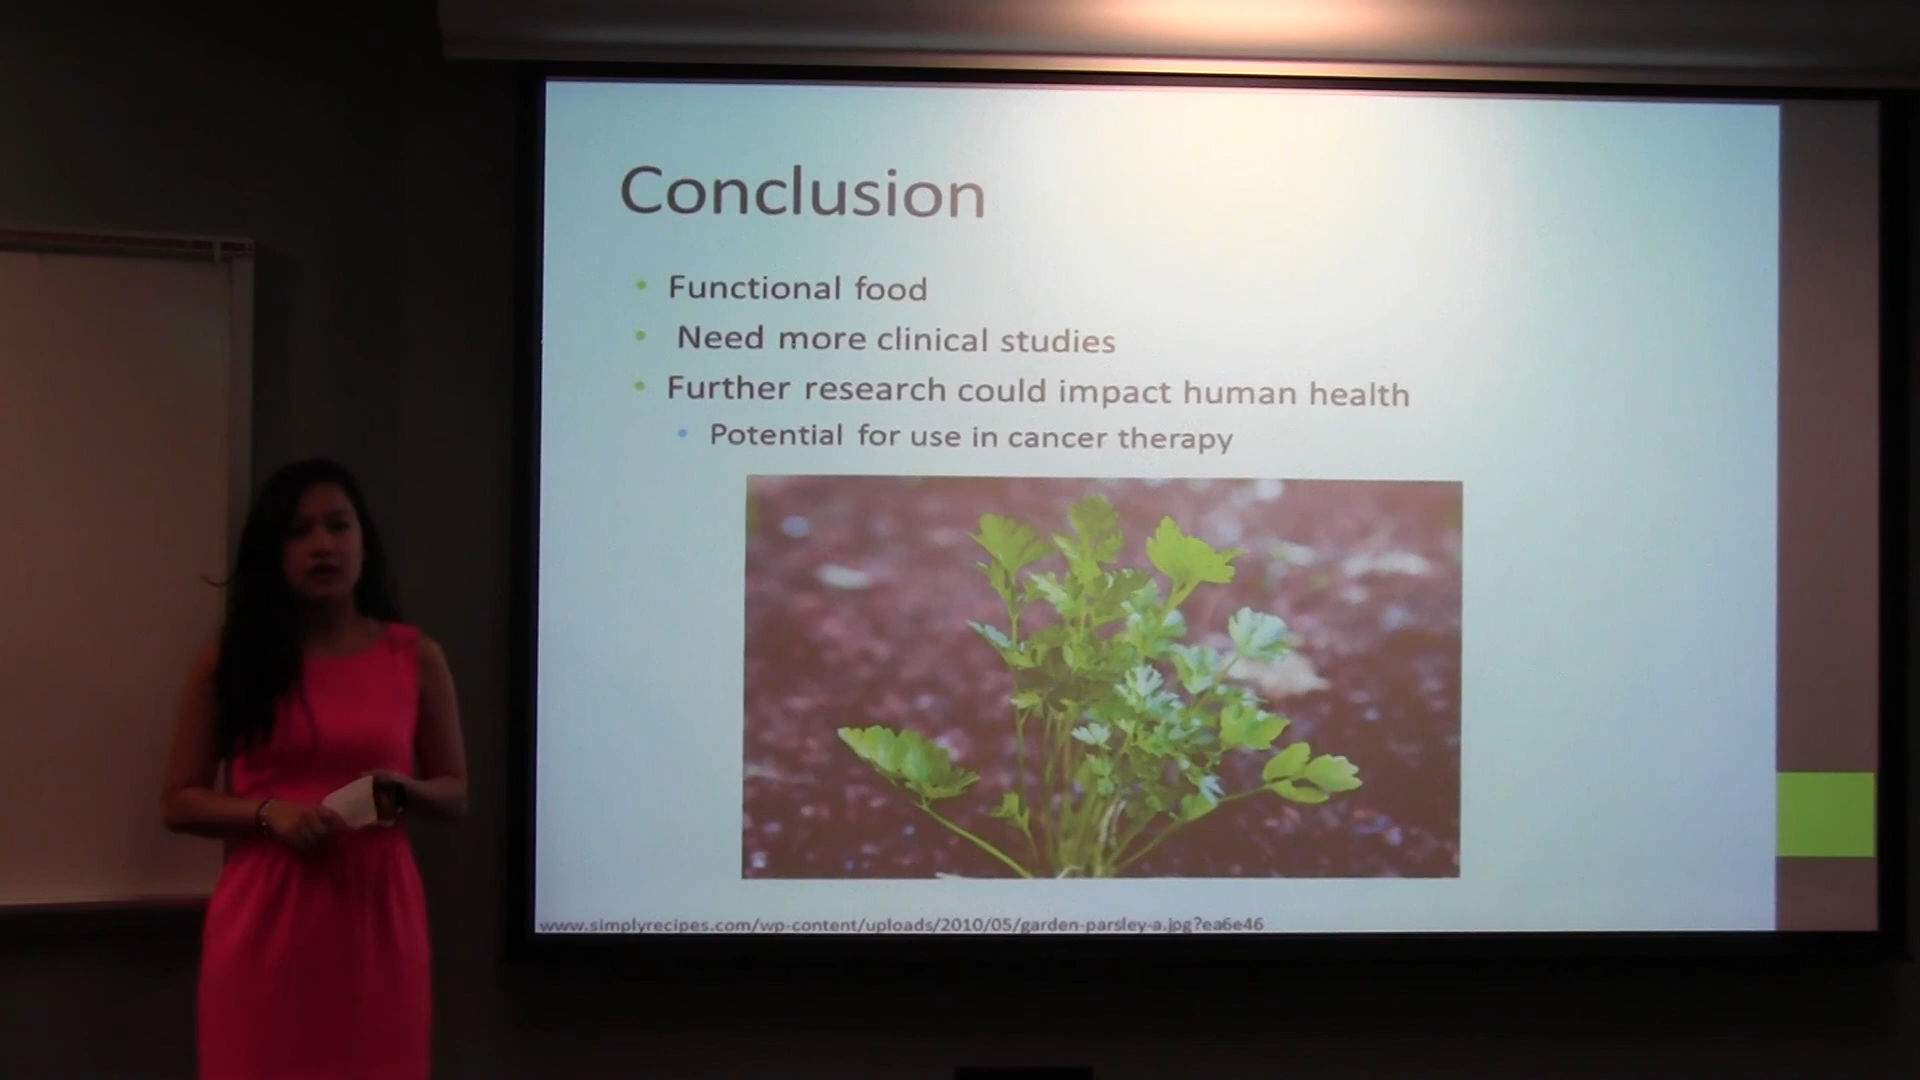 Conclusion
• Functional food
• Need more clinical studies
• Further research could impact human health
• Potential for use in cancer therapy
www.simplyrecipes.com/wp-content/uploads/2010/05/garden-parsley-a.jpg?ea6e46